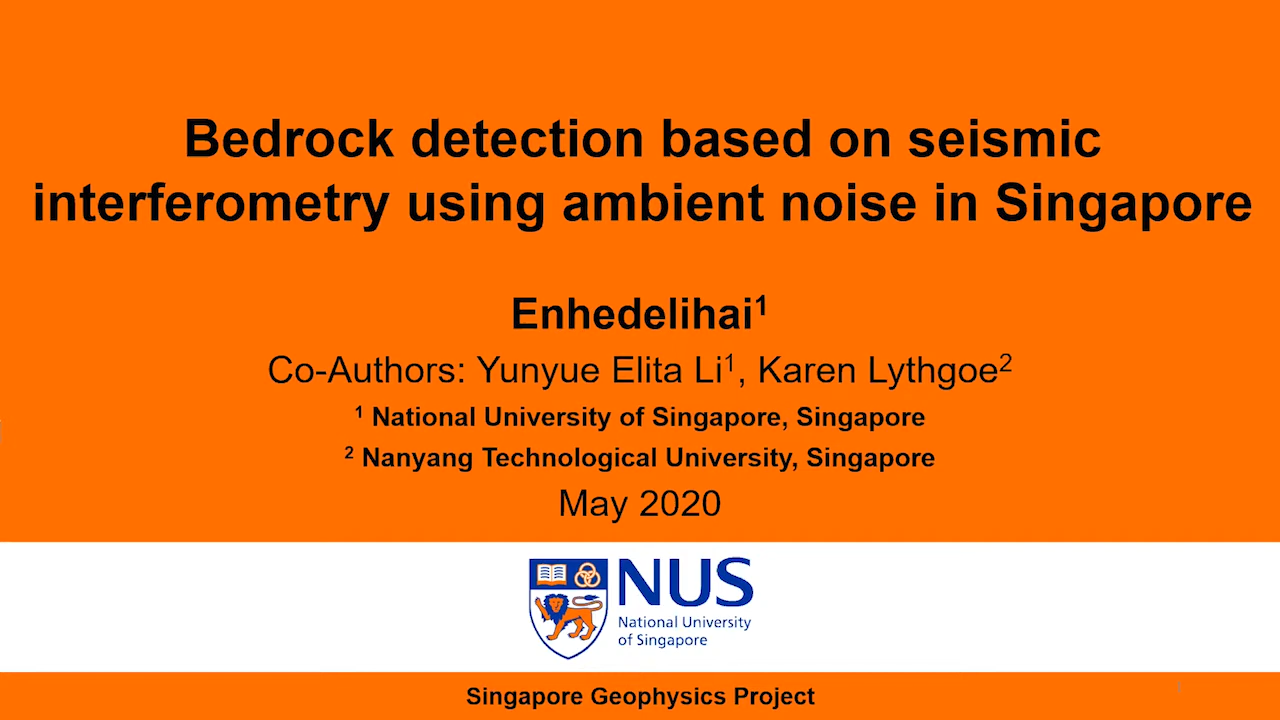 Bedrock detection based on seismic
interferometry using ambient noise in Singapore
Enhedelihai¹
Co-Authors: Yunyue Elita Li¹, Karen Lythgoe²
¹ National University of Singapore, Singapore
² Nanyang Technological University, Singapore
May 2020
NUS
National University
of Singapore
Singapore Geophysics Project